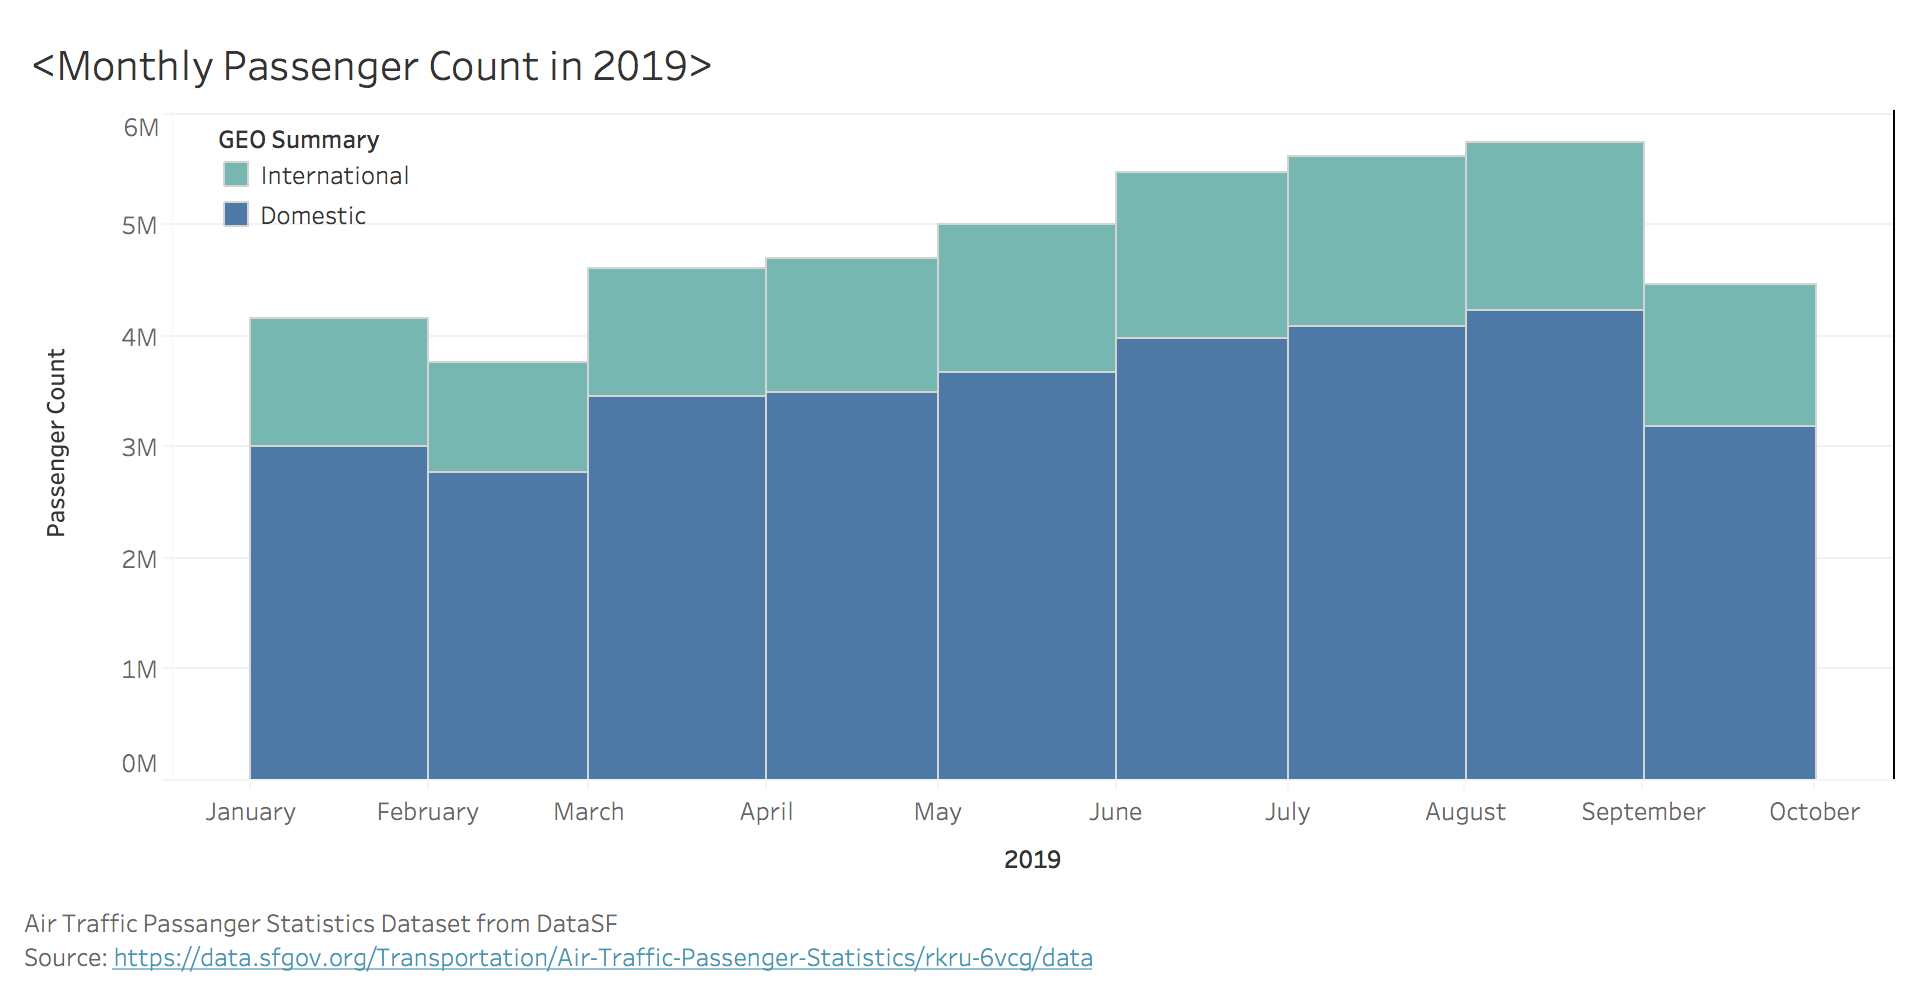 <Monthly Passenger Count in 2019>
GEO Summary
International
Domestic
6M
5M
4M
3M
2M
1M
0M
Passenger Count
January February March April May June July August September October
2019
Air Traffic Passanger Statistics Dataset from DataSF
Source: https://data.sfgov.org/Transportation/Air-Traffic-Passenger-Statistics/rkru-6vcg/data